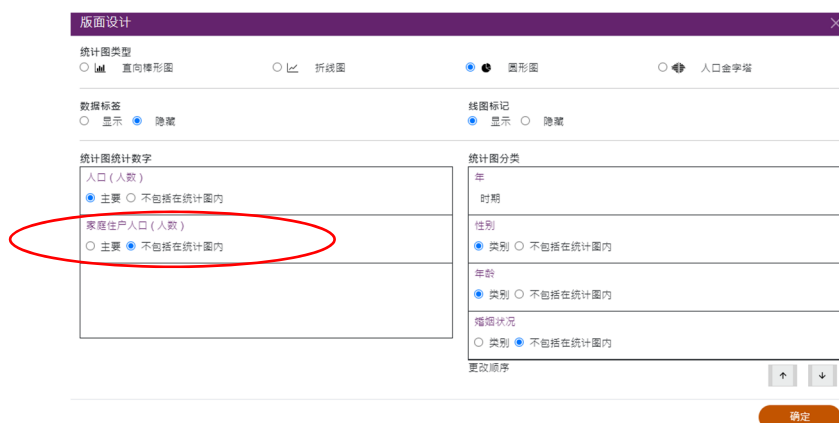 版面设计
统计图类型
直向棒形图 折线图 圆形图 人口金字塔
数据标签 线图标记
显示 隐藏 显示 隐藏
统计图统计数字
人口 ( 人数 )
主要 不包括在统计图内
家庭住户人口 ( 人数 )
主要 不包括在统计图内
统计图分类
年
时期
性别
类别 不包括在统计图内
年龄
类别 不包括在统计图内
婚姻状况
类别 不包括在统计图内
更改顺序
确定